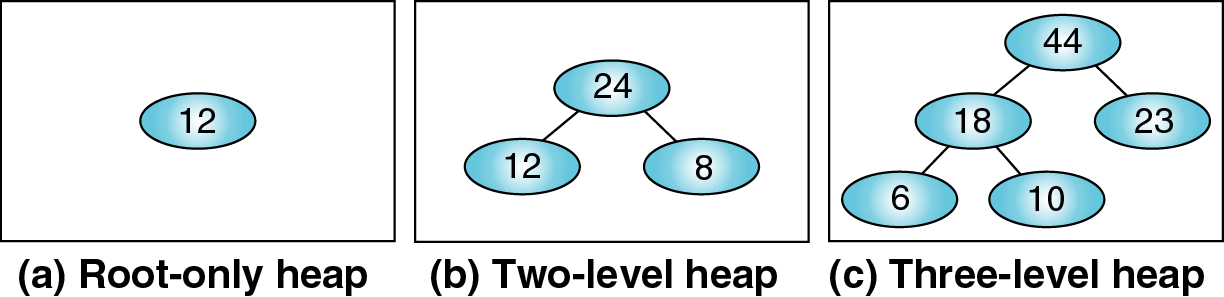 12
(a) Root-only heap
24
12 8
(b) Two-level heap
44
18 23
6 10
(c) Three-level heap